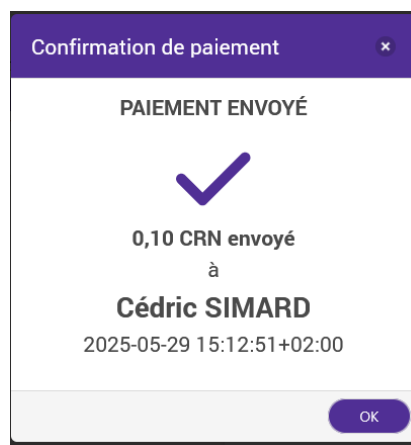 Confirmation de paiement
PAIEMENT ENVOYÉ
0,10 CRN envoyé
à
Cédric SIMARD
2025-05-29 15:12:51+02:00
OK